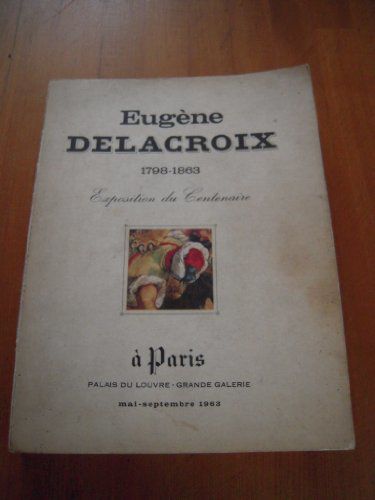 Eugène
DELACROIX
1798-1863
Exposition du Centenaire
à Paris
PALAIS DU LOUVRE - GRANDE GALERIE
mai-septembre 1963